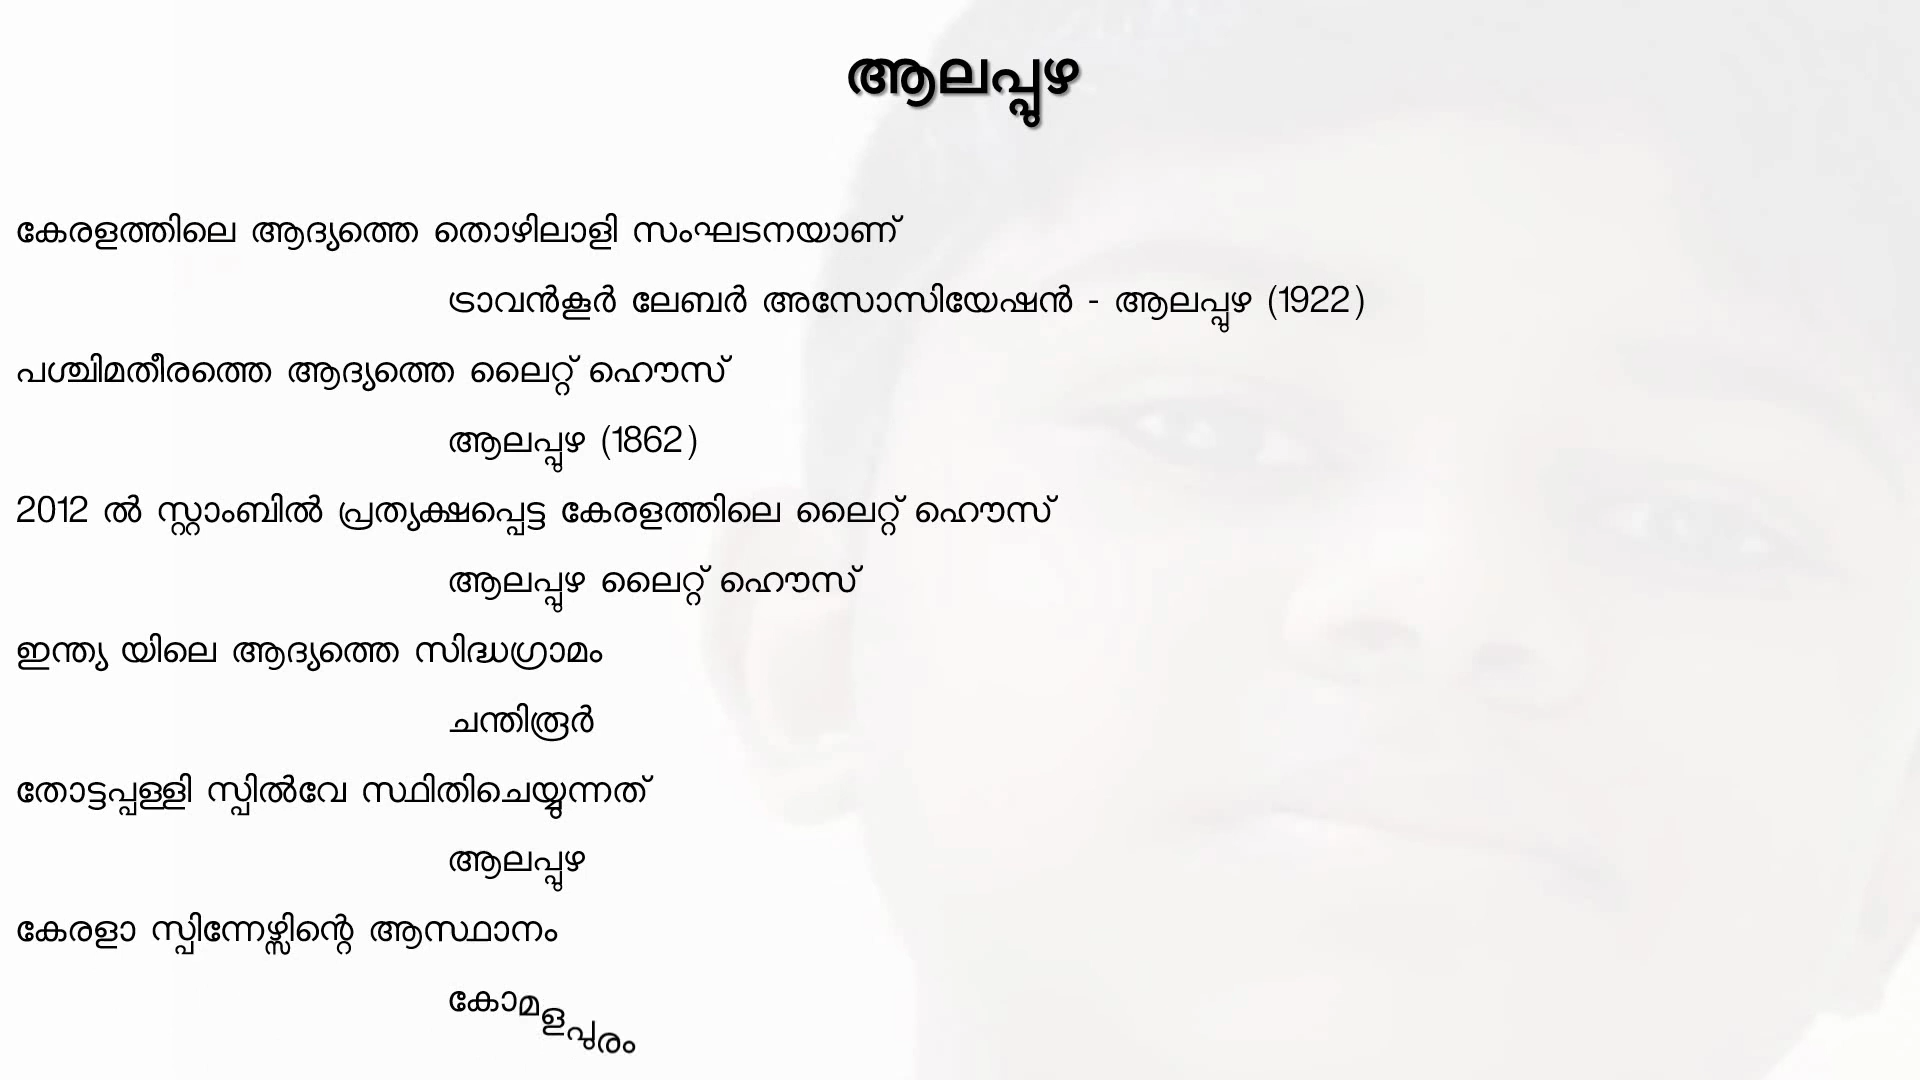 ആലപ്പുഴ
കേരളത്തിലെ ആദ്യത്തെ തൊഴിലാളി സംഘടനയാണ്
ട്രാവൻകൂർ ലേബർ അസോസിയേഷൻ - ആലപ്പുഴ (1922)
പശ്ചിമതീരത്തെ ആദ്യത്തെ ലൈറ്റ് ഹൌസ്
ആലപ്പുഴ (1862)
2012 ൽ സ്റ്റാംബിൽ പ്രത്യക്ഷപ്പെട്ട കേരളത്തിലെ ലൈറ്റ് ഹൌസ്
ആലപ്പുഴ ലൈറ്റ് ഹൌസ്
ഇന്ത്യ യിലെ ആദ്യത്തെ സിദ്ധഗ്രാമം
ചന്തിരൂർ
തോട്ടപ്പള്ളി സ്പിൽവേ സ്ഥിതിചെയ്യുന്നത്
ആലപ്പുഴ
കേരളാ സ്പിന്നേഴ്സിന്റെ ആസ്ഥാനം
കോമളപുരം